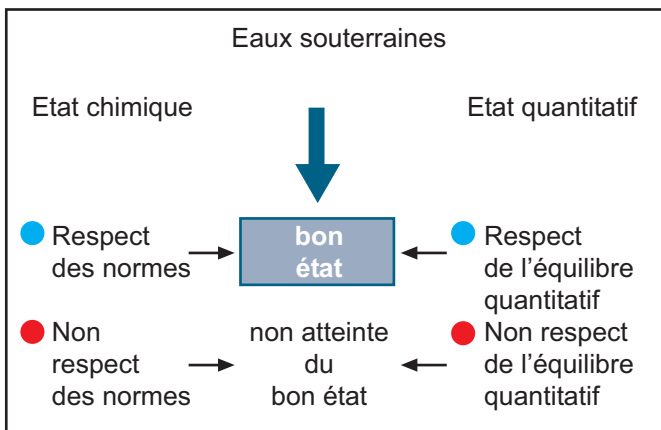 Eaux souterraines
Etat chimique
Etat quantitatif
Respect
des normes
bon
état
Respect
de l'équilibre
quantitatif
Non
respect
des normes
non atteinte
du
bon état
Non respect
de l'équilibre
quantitatif